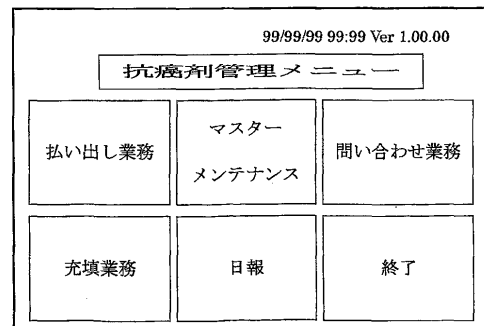 99/99/99 99:99 Ver 1.00.00
抗癌剤管理メニュー
払い出し業務
マスター
メンテナンス
問い合わせ業務
充填業務
日報
終了